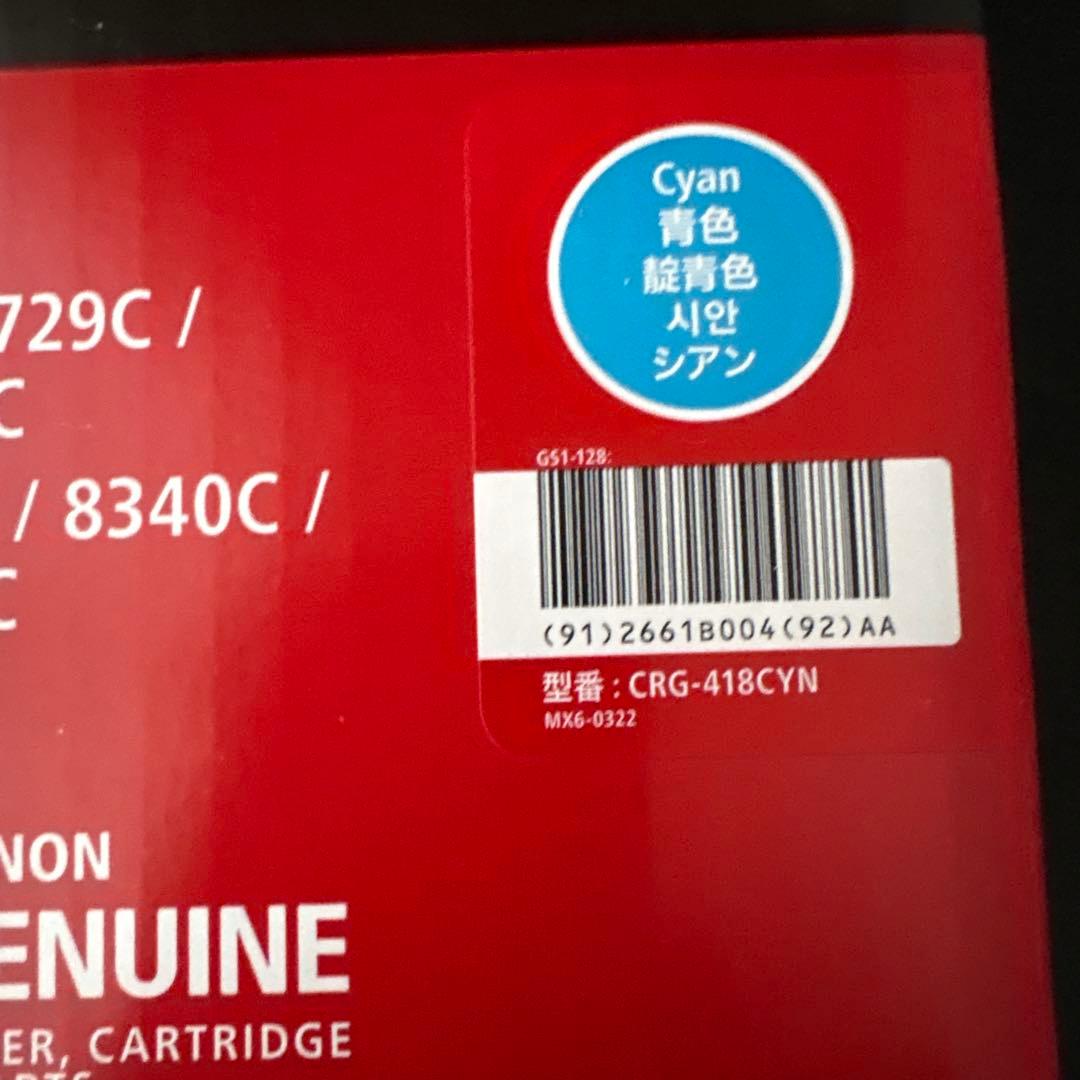 Cyan
青色
靛青色
시안
シアン
729C /
C
/ 8340C /
C
GS1-128:
(91)2661B004(92)AA
型番 : CRG-418CYN
MX6-0322
NON
ENUINE
ER, CARTRIDGE